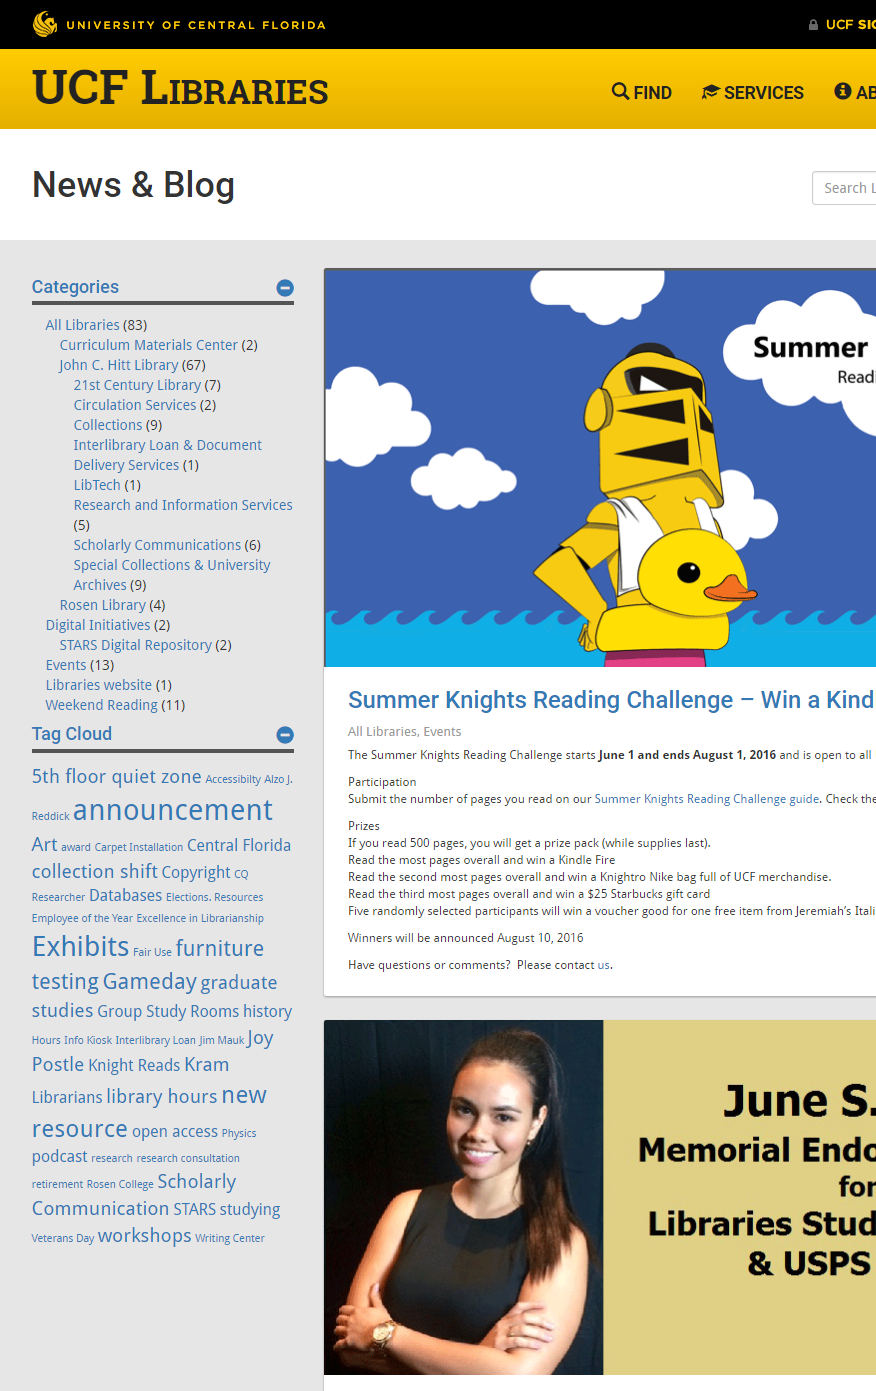 UNIVERSITY OF CENTRAL FLORIDA
UCF
UCF LIBRARIES
FIND
SERVICES
News & Blog
Search
Categories
All Libraries (83)
Curriculum Materials Center (2)
John C. Hitt Library (67)
21st Century Library (7)
Circulation Services (2)
Collections (9)
Interlibrary Loan & Document
Delivery Services (1)
LibTech (1)
Research and Information Services
(5)
Scholarly Communications (6)
Special Collections & University
Archives (9)
Rosen Library (4)
Digital Initiatives (2)
STARS Digital Repository (2)
Events (13)
Libraries website (1)
Weekend Reading (11)
Tag Cloud
5th floor quiet zone Accessibilty Alzo J.
Reddick announcement
Art award Carpet Installation Central Florida
collection shift Copyright CQ
Researcher Databases Elections. Resources
Employee of the Year Excellence in Librarianship
Exhibits Fair Use furniture
testing Gameday graduate
studies Group Study Rooms history
Hours Info Kiosk Interlibrary Loan Jim Mauk Joy
Postle Knight Reads Kram
Librarians library hours new
resource open access Physics
podcast research research consultation
retirement Rosen College Scholarly
Communication STARS studying
Veterans Day workshops Writing Center
Summer
Summer Knights Reading Challenge – Win a
All Libraries, Events
The Summer Knights Reading Challenge starts June 1 and ends August 1, 2016 and is open to all
Participation
Submit the number of pages you read on our Summer Knights Reading Challenge guide. Check the
Prizes
If you read 500 pages, you will get a prize pack (while supplies last).
Read the most pages overall and win a Kindle Fire
Read the second most pages overall and win a Knightro Nike bag full of UCF merchandise.
Read the third most pages overall and win a $25 Starbucks gift card
Five randomly selected participants will win a voucher good for one free item from Jeremiah's
Winners will be announced August 10, 2016
Have questions or comments? Please contact us.
June S.
Memorial
for
Libraries
& USPS